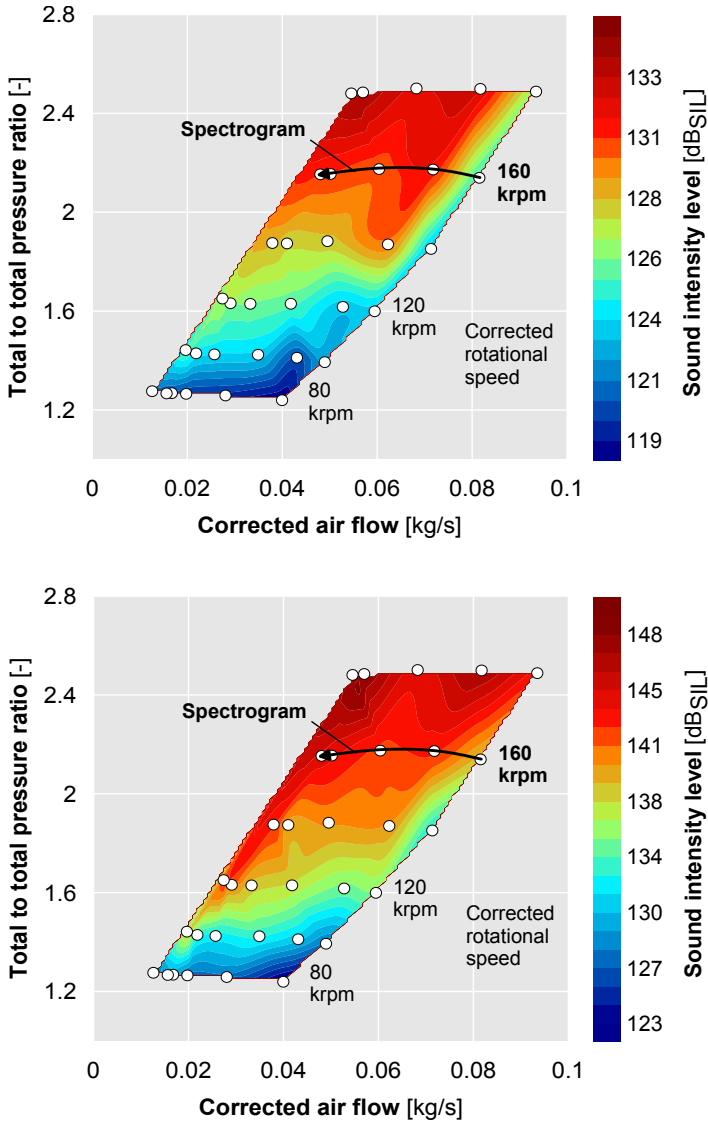 2.8
2.4
2
1.6
1.2
Total to total pressure ratio [-]
Spectrogram
160
krpm
120
krpm
80
krpm
Corrected
rotational
speed
0
0.02
0.04
0.06
0.08
0.1
Corrected air flow [kg/s]
133
131
128
126
124
121
119
Sound intensity level [dBSIL]
2.8
2.4
2
1.6
1.2
Total to total pressure ratio [-]
Spectrogram
160
krpm
120
krpm
80
krpm
Corrected
rotational
speed
0
0.02
0.04
0.06
0.08
0.1
Corrected air flow [kg/s]
148
145
141
138
134
130
127
123
Sound intensity level [dBSIL]